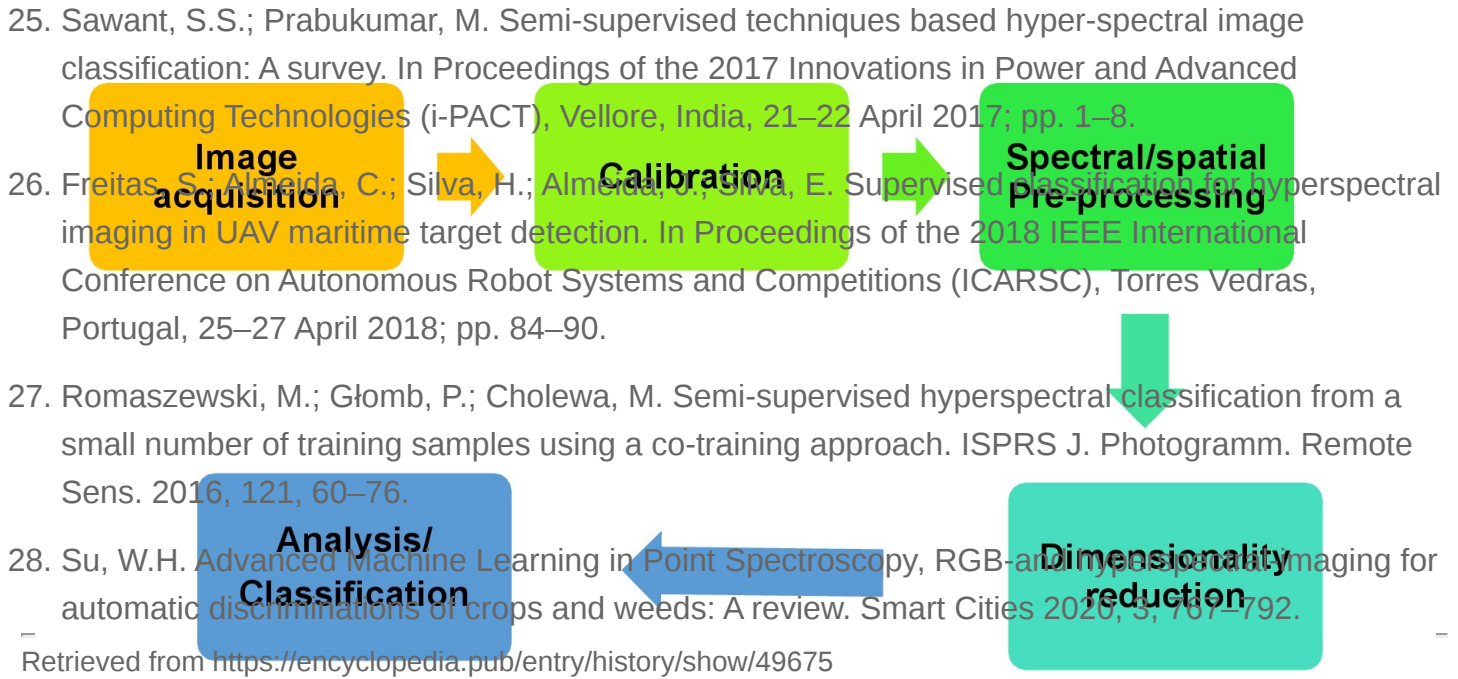 25. Sawant, S.S.; Prabukumar, M. Semi-supervised techniques based hyper-spectral image
classification: A survey. In Proceedings of the 2017 Innovations in Power and Advanced
Computing Technologies (i-PACT), Vellore, India, 21–22 April 2017; pp. 1–8.
Image
acquisition
Calibration
Spectral/spatial
Pre-processing
26. Freitas, S.; Almeida, C.; Silva, H.; Almeida, J.; Silva, E. Supervised classification for hyperspectral
imaging in UAV maritime target detection. In Proceedings of the 2018 IEEE International
Conference on Autonomous Robot Systems and Competitions (ICARSC), Torres Vedras,
Portugal, 25–27 April 2018; pp. 84–90.
27. Romaszewski, M.; Głomb, P.; Cholewa, M. Semi-supervised hyperspectral classification from a
small number of training samples using a co-training approach. ISPRS J. Photogramm. Remote
Sens. 2016, 121, 60–76.
Analysis/
Classification
Dimensionality
reduction
28. Su, W.H. Advanced Machine Learning in Point Spectroscopy, RGB-and hyperspectral-imaging for
automatic discriminations of crops and weeds: A review. Smart Cities 2020, 3, 767–792.
Retrieved from https://encyclopedia.pub/entry/history/show/49675